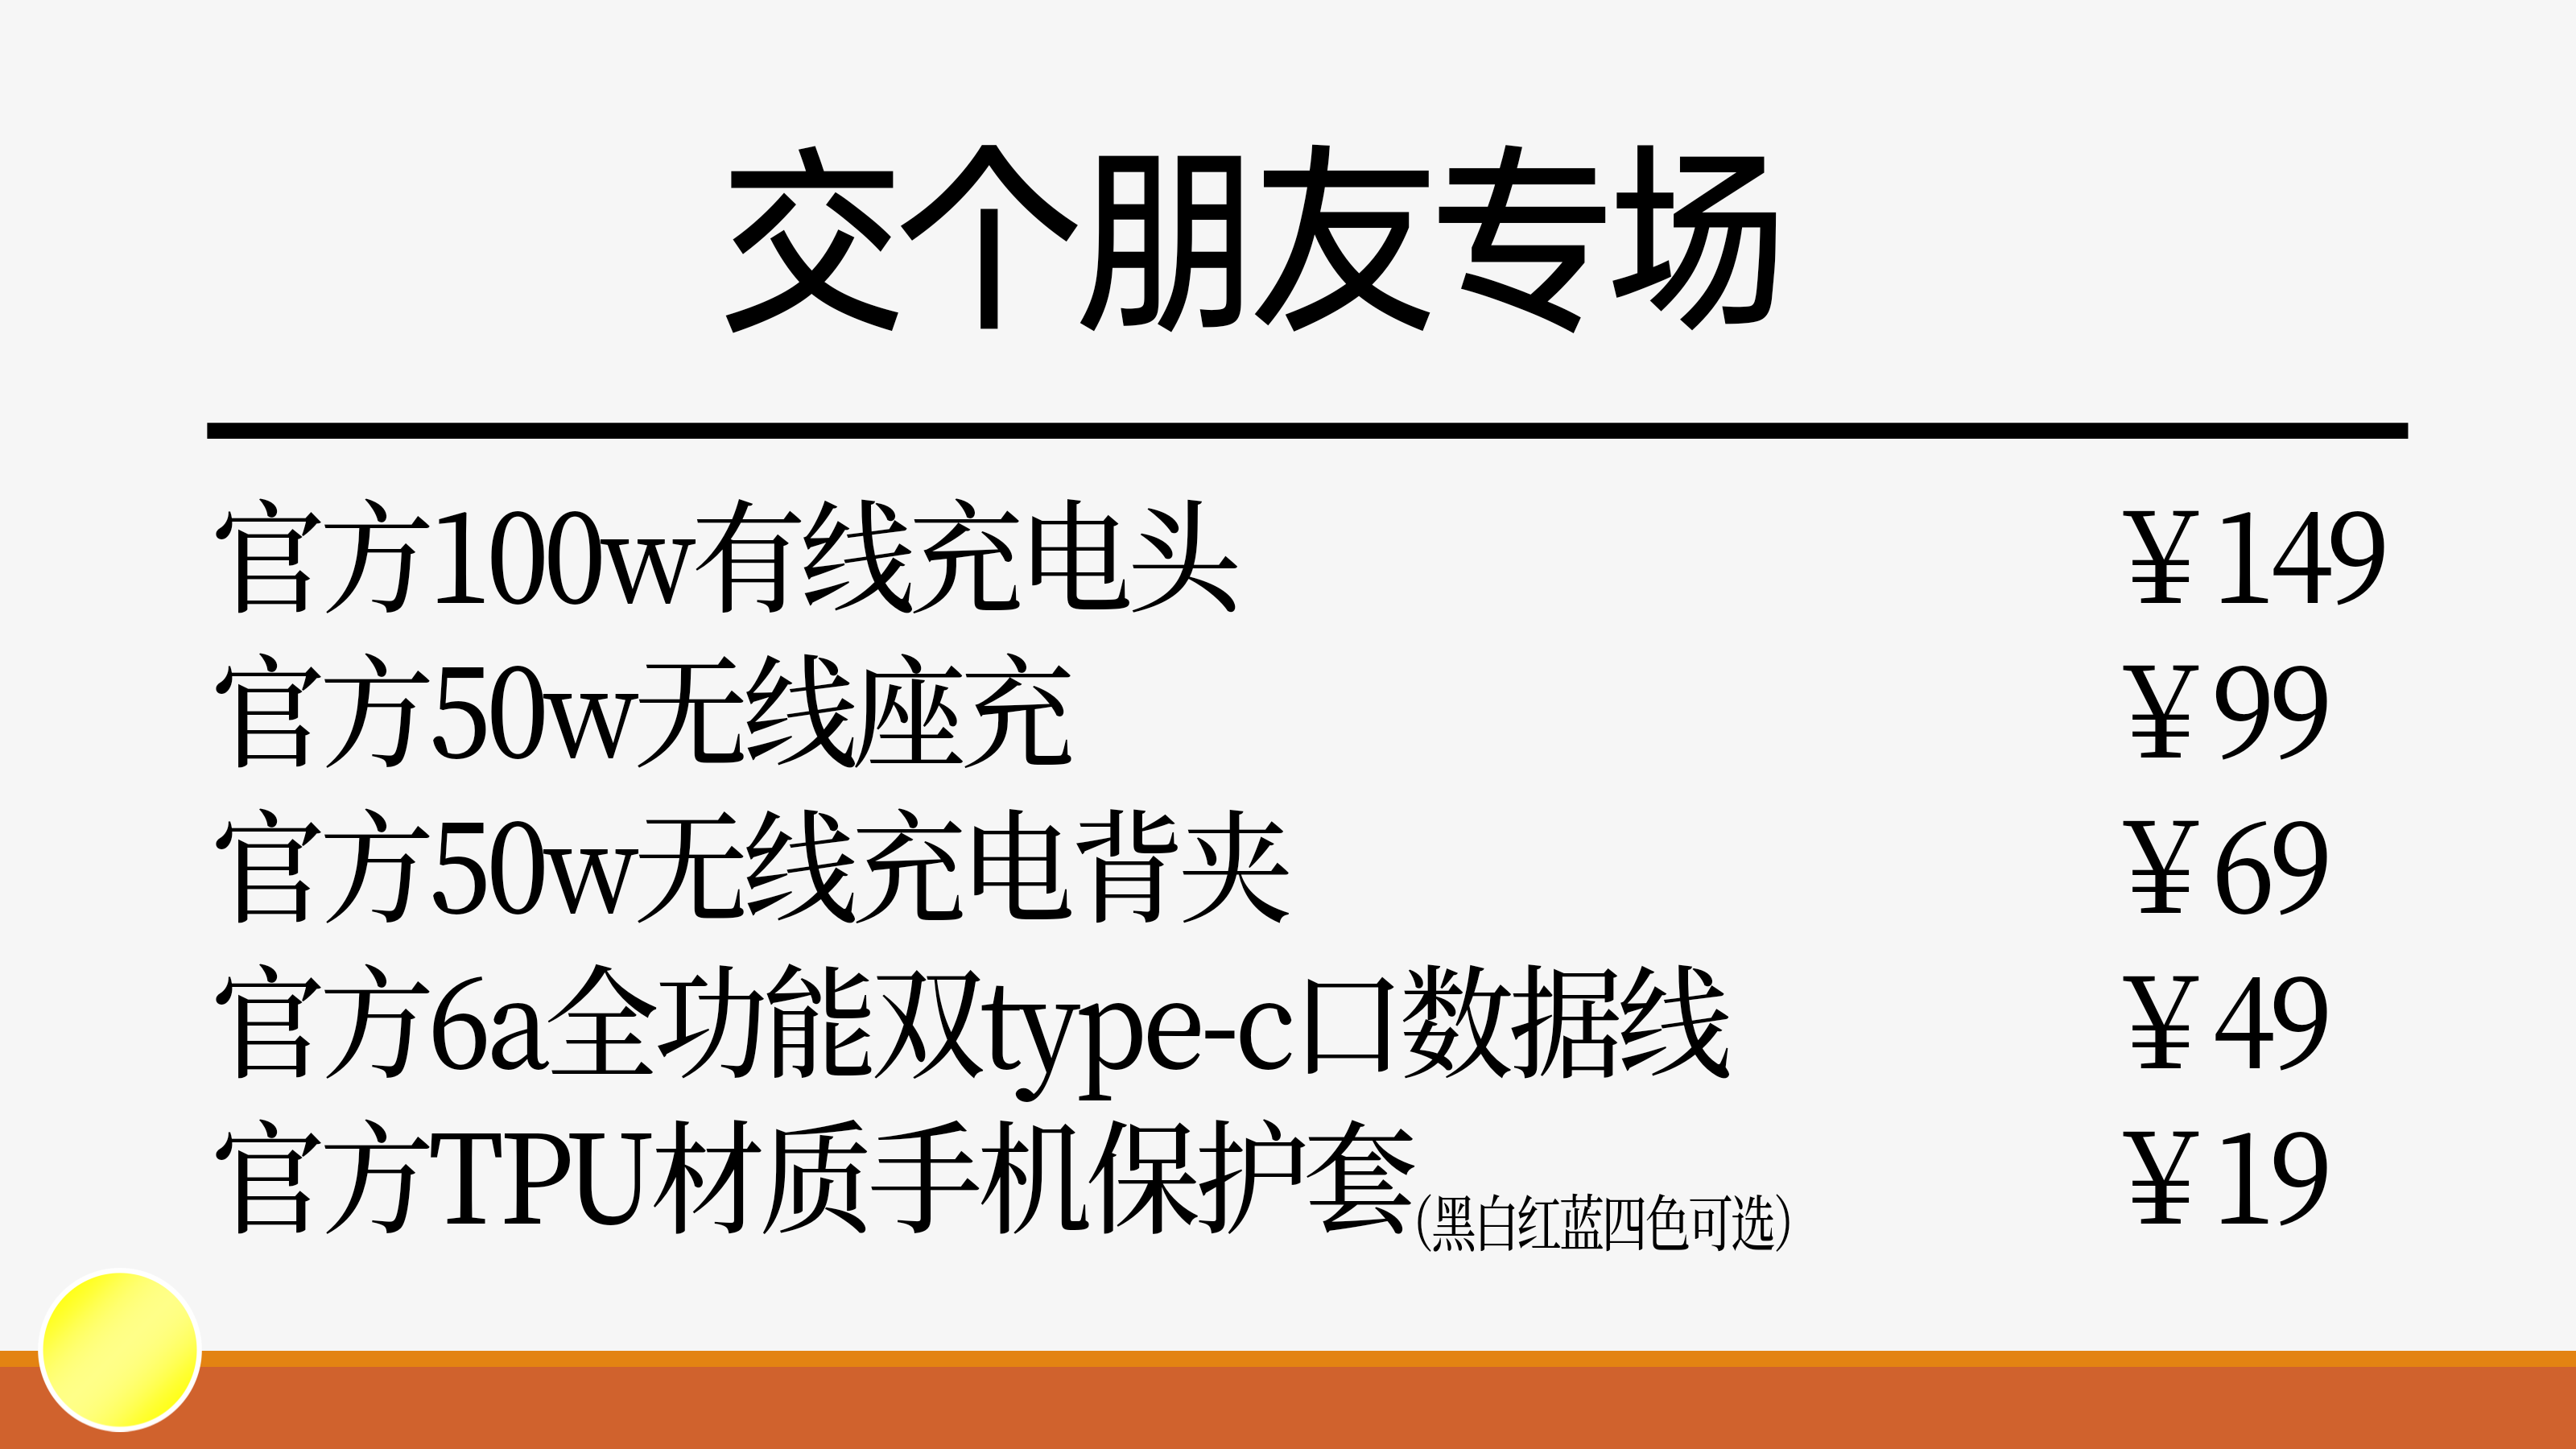 交个朋友专场
官方100w有线充电头 ￥149
官方50w无线座充 ￥99
官方50w无线充电背夹 ￥69
官方6a全功能双type-c口数据线 ￥49
官方TPU材质手机保护套(黑白红蓝四色可选) ￥19